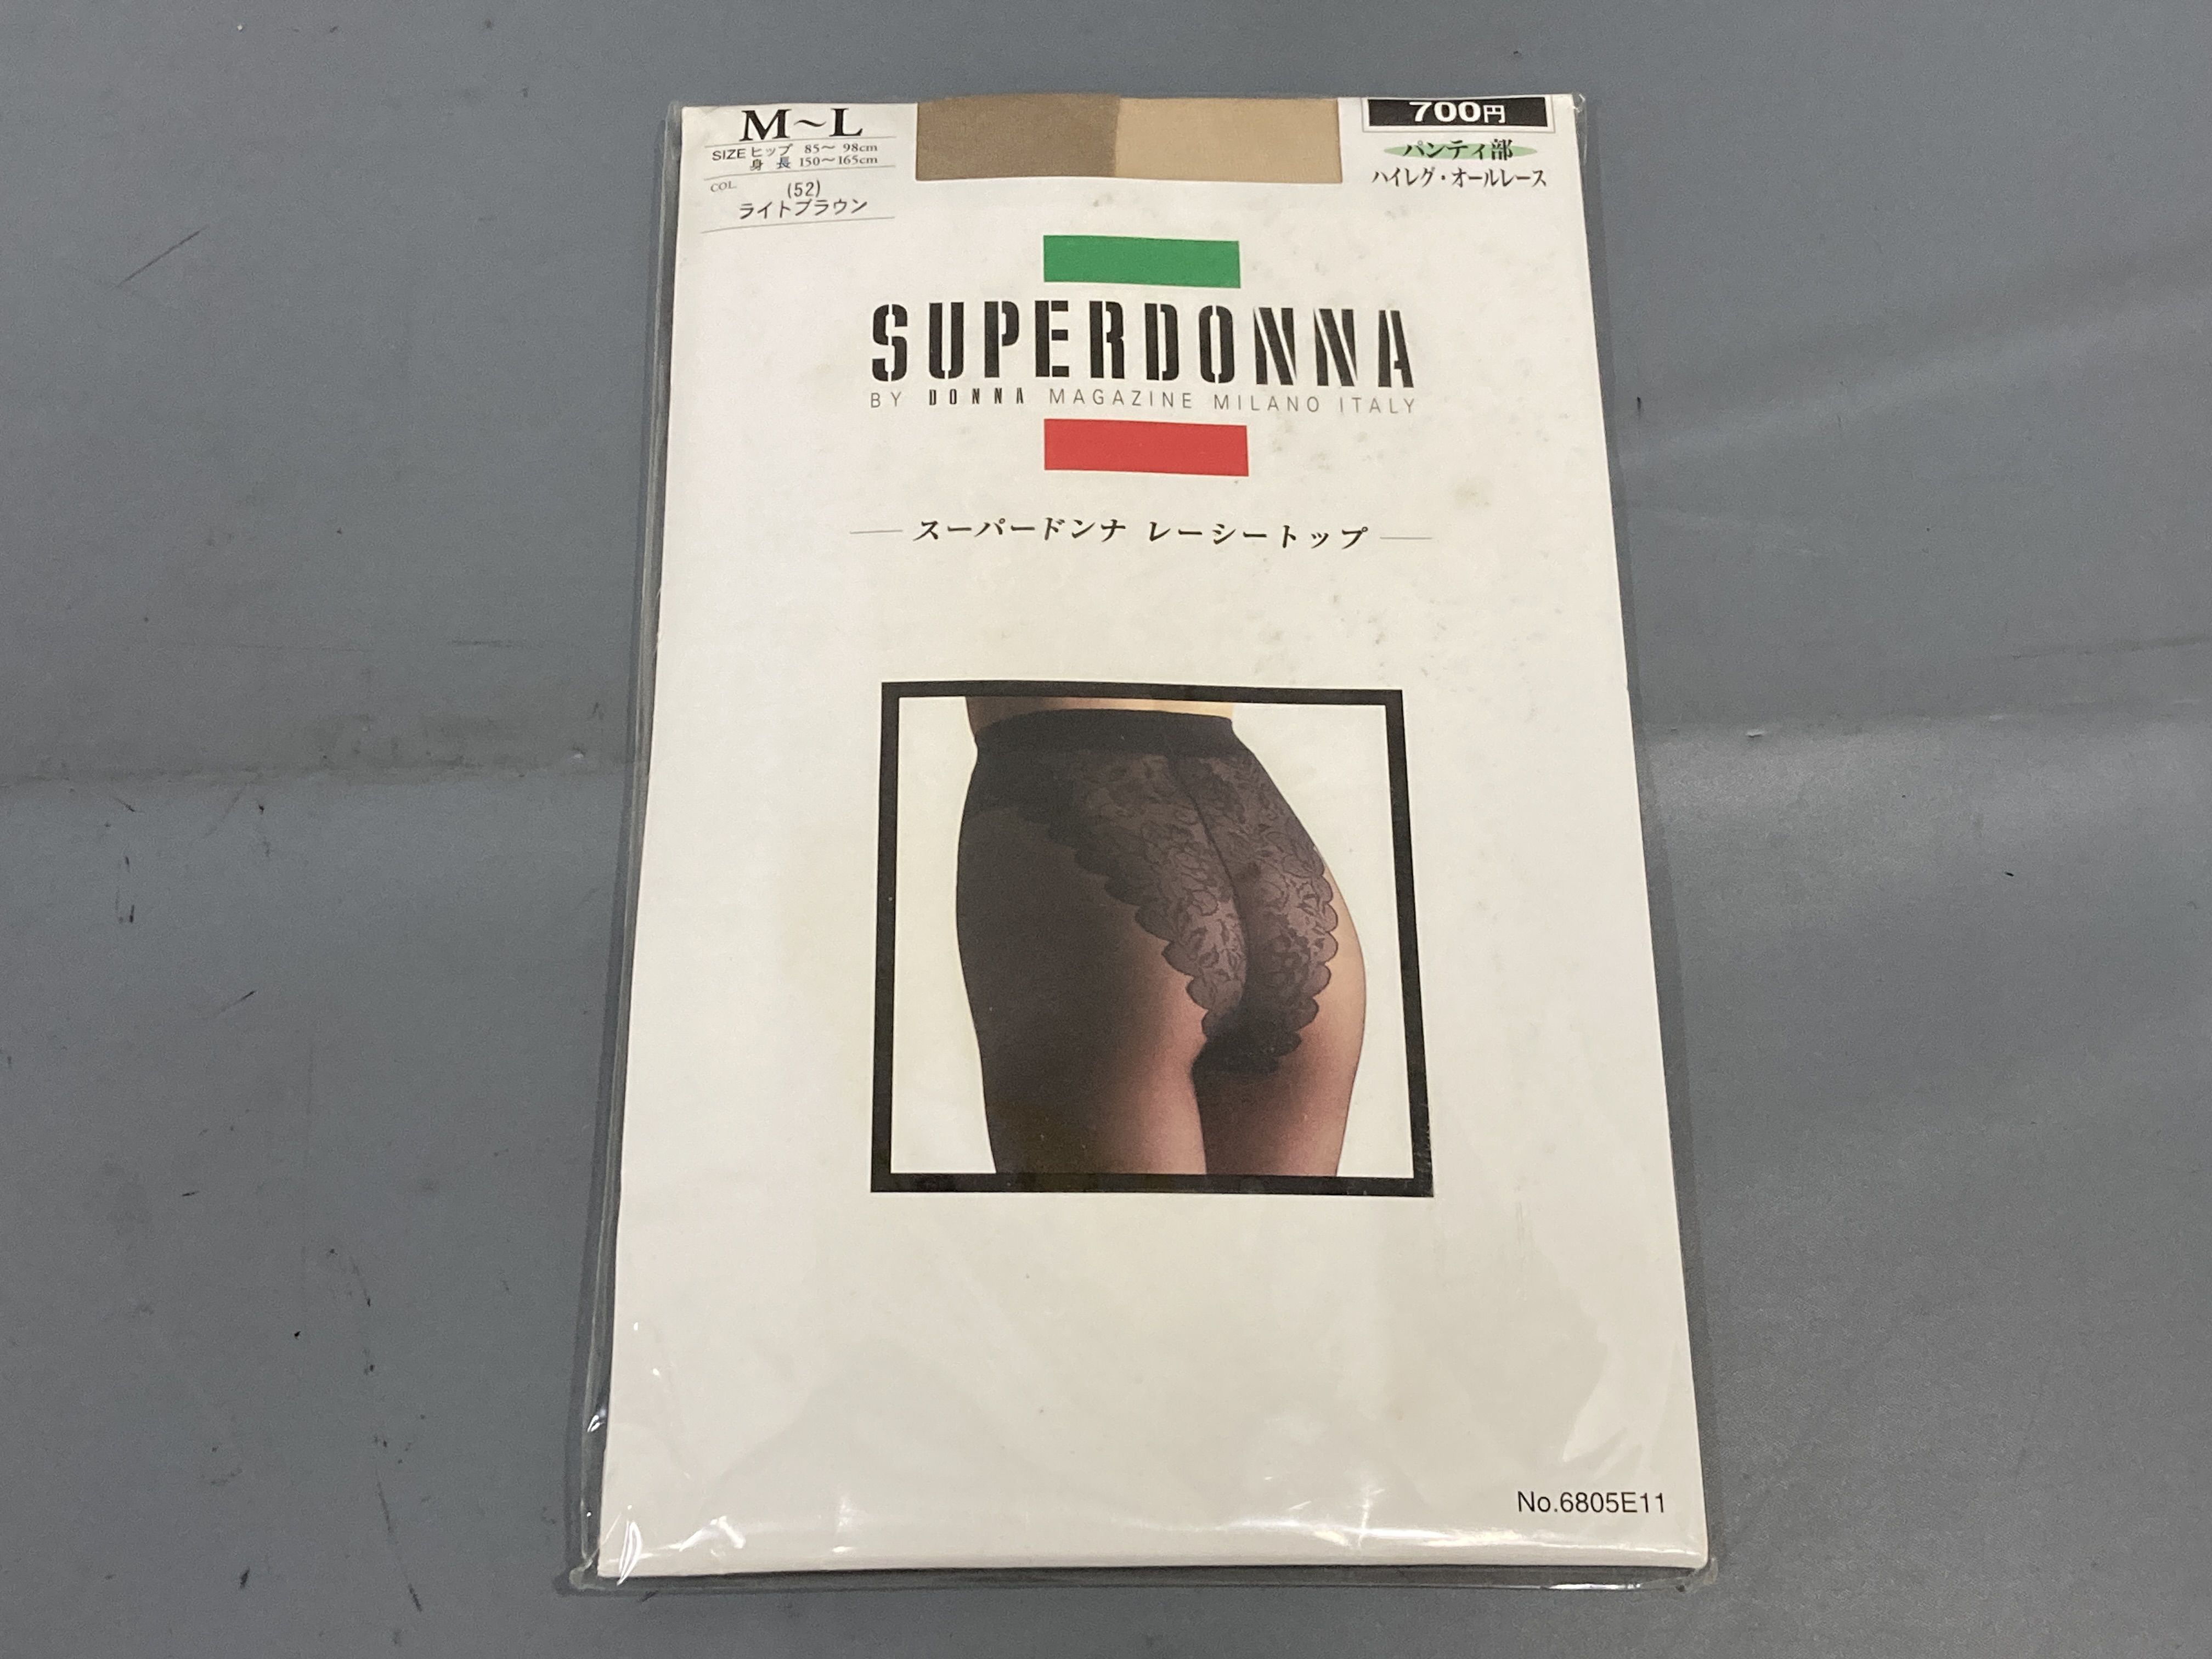 M~L
SIZE ヒップ 85~98cm
身長 150~165cm
COL. (52)
ライトブラウン
700円
パンティ部
ハイレグ・オールレース
SUPERDONNA
BY DONNA MAGAZINE MILANO ITALY
スーパードンナ レーシートップ
No.6805E11